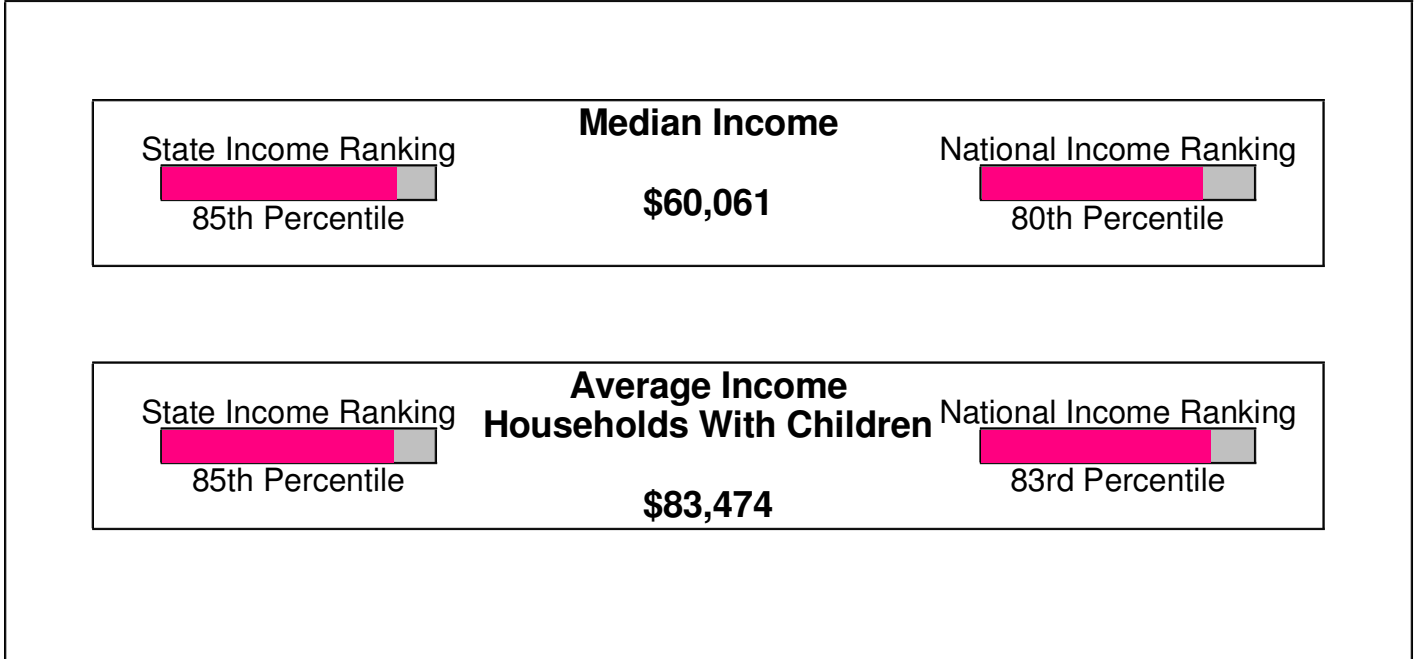 Median Income
State Income Ranking
National Income Ranking
$60,061
85th Percentile
80th Percentile
Average Income
State Income Ranking
Households With Children
National Income Ranking
85th Percentile
83rd Percentile
$83,474